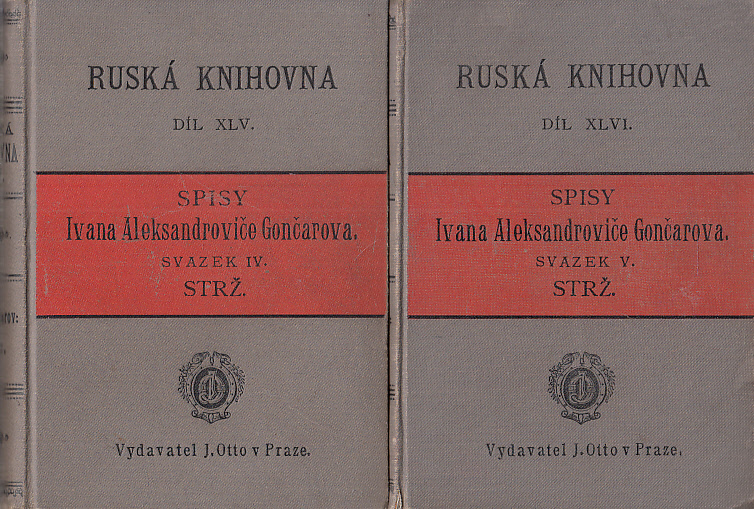 RUSKÁ KNIHOVNA
DÍL XLV.
SPISY
Ivana Aleksandroviče Gončarova.
SVAZEK IV.
STRŽ.
Vydavatel J. Otto v Praze.
RUSKÁ KNIHOVNA
DÍL XLVI.
SPISY
Ivana Aleksandroviče Gončarova.
SVAZEK V.
STRŽ.
Vydavatel J. Otto v Praze.